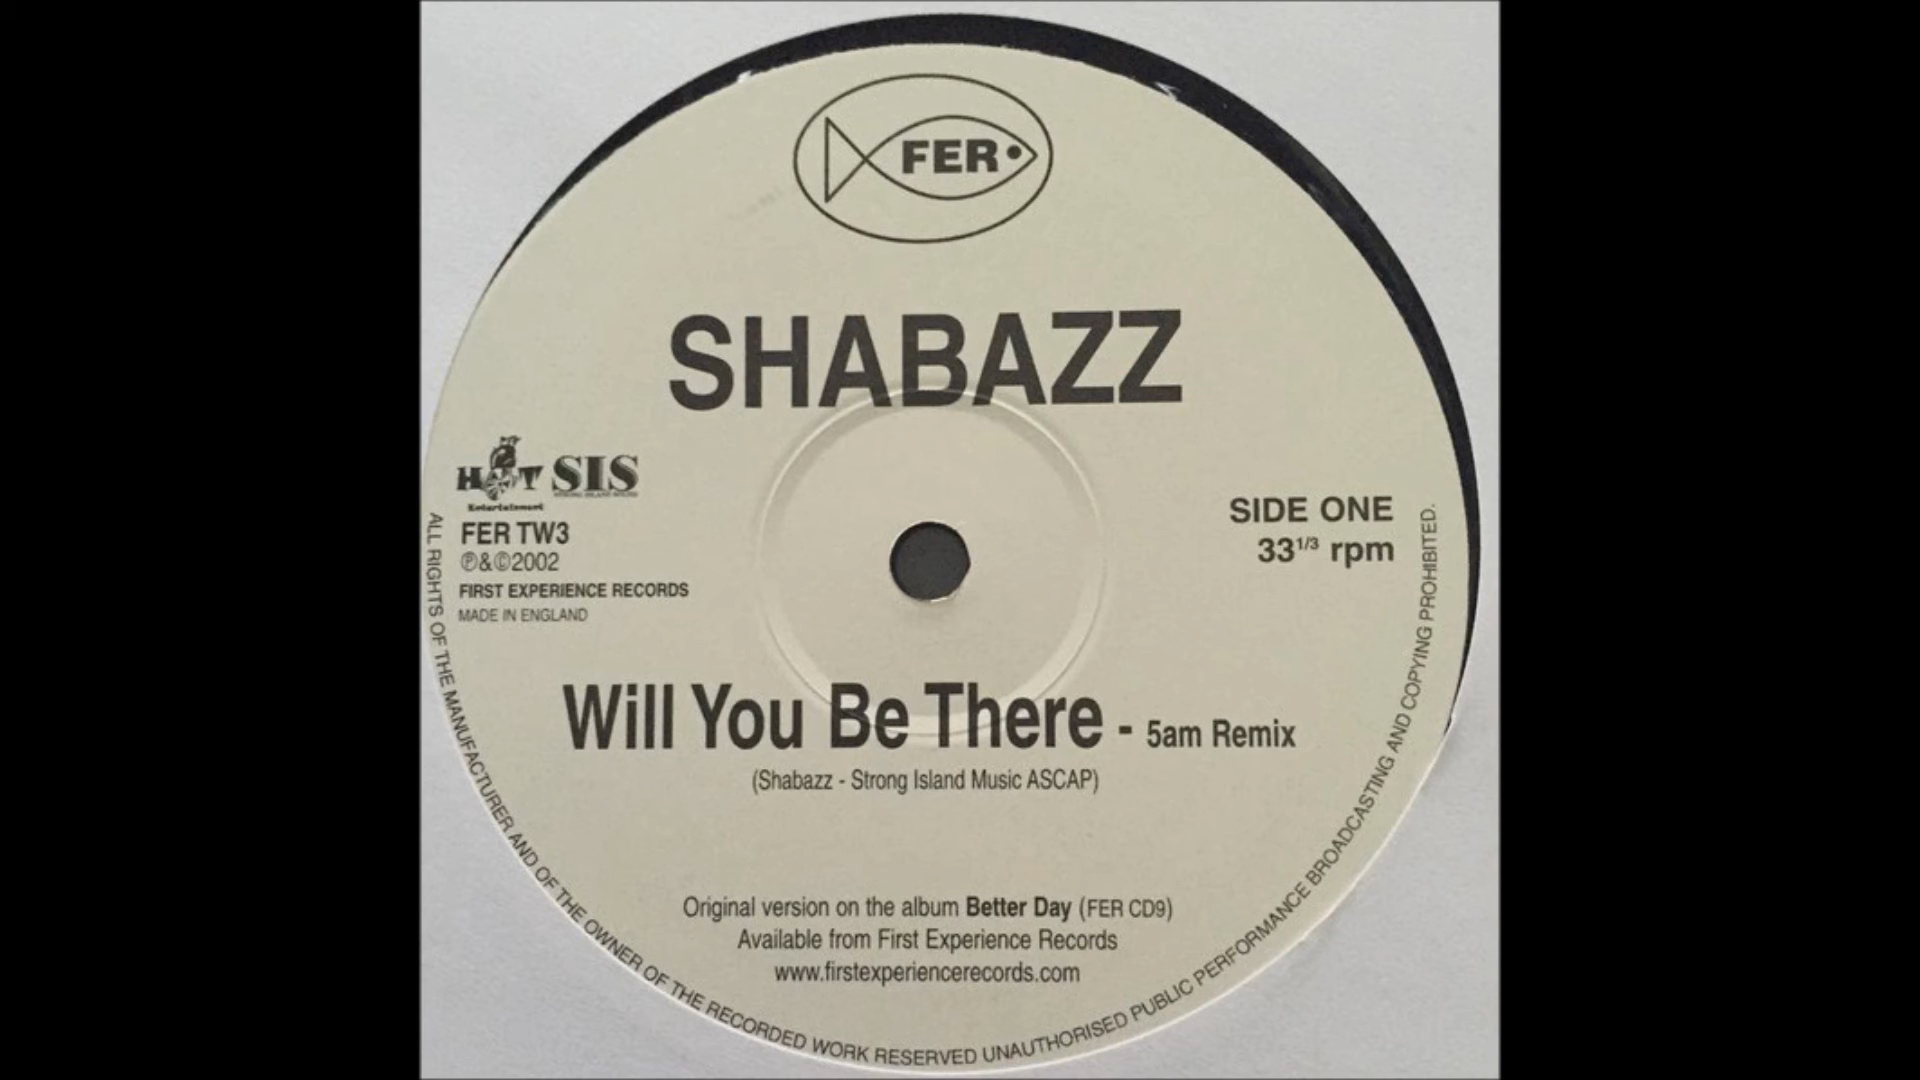 FER
SHABAZZ
HOT SIS
Entertainment
FER TW3
℗&©2002
FIRST EXPERIENCE RECORDS
MADE IN ENGLAND
SIDE ONE
33 1/3 rpm
Will You Be There - 5am Remix
(Shabazz - Strong Island Music ASCAP)
Original version on the album Better Day (FER CD9)
Available from First Experience Records
www.firstexperiencerecords.com
ALL RIGHTS OF THE MANUFACTURER AND OF THE OWNER OF THE RECORDED WORK RESERVED UNAUTHORISED PUBLIC PERFORMANCE BROADCASTING AND COPYING PROHIBITED.